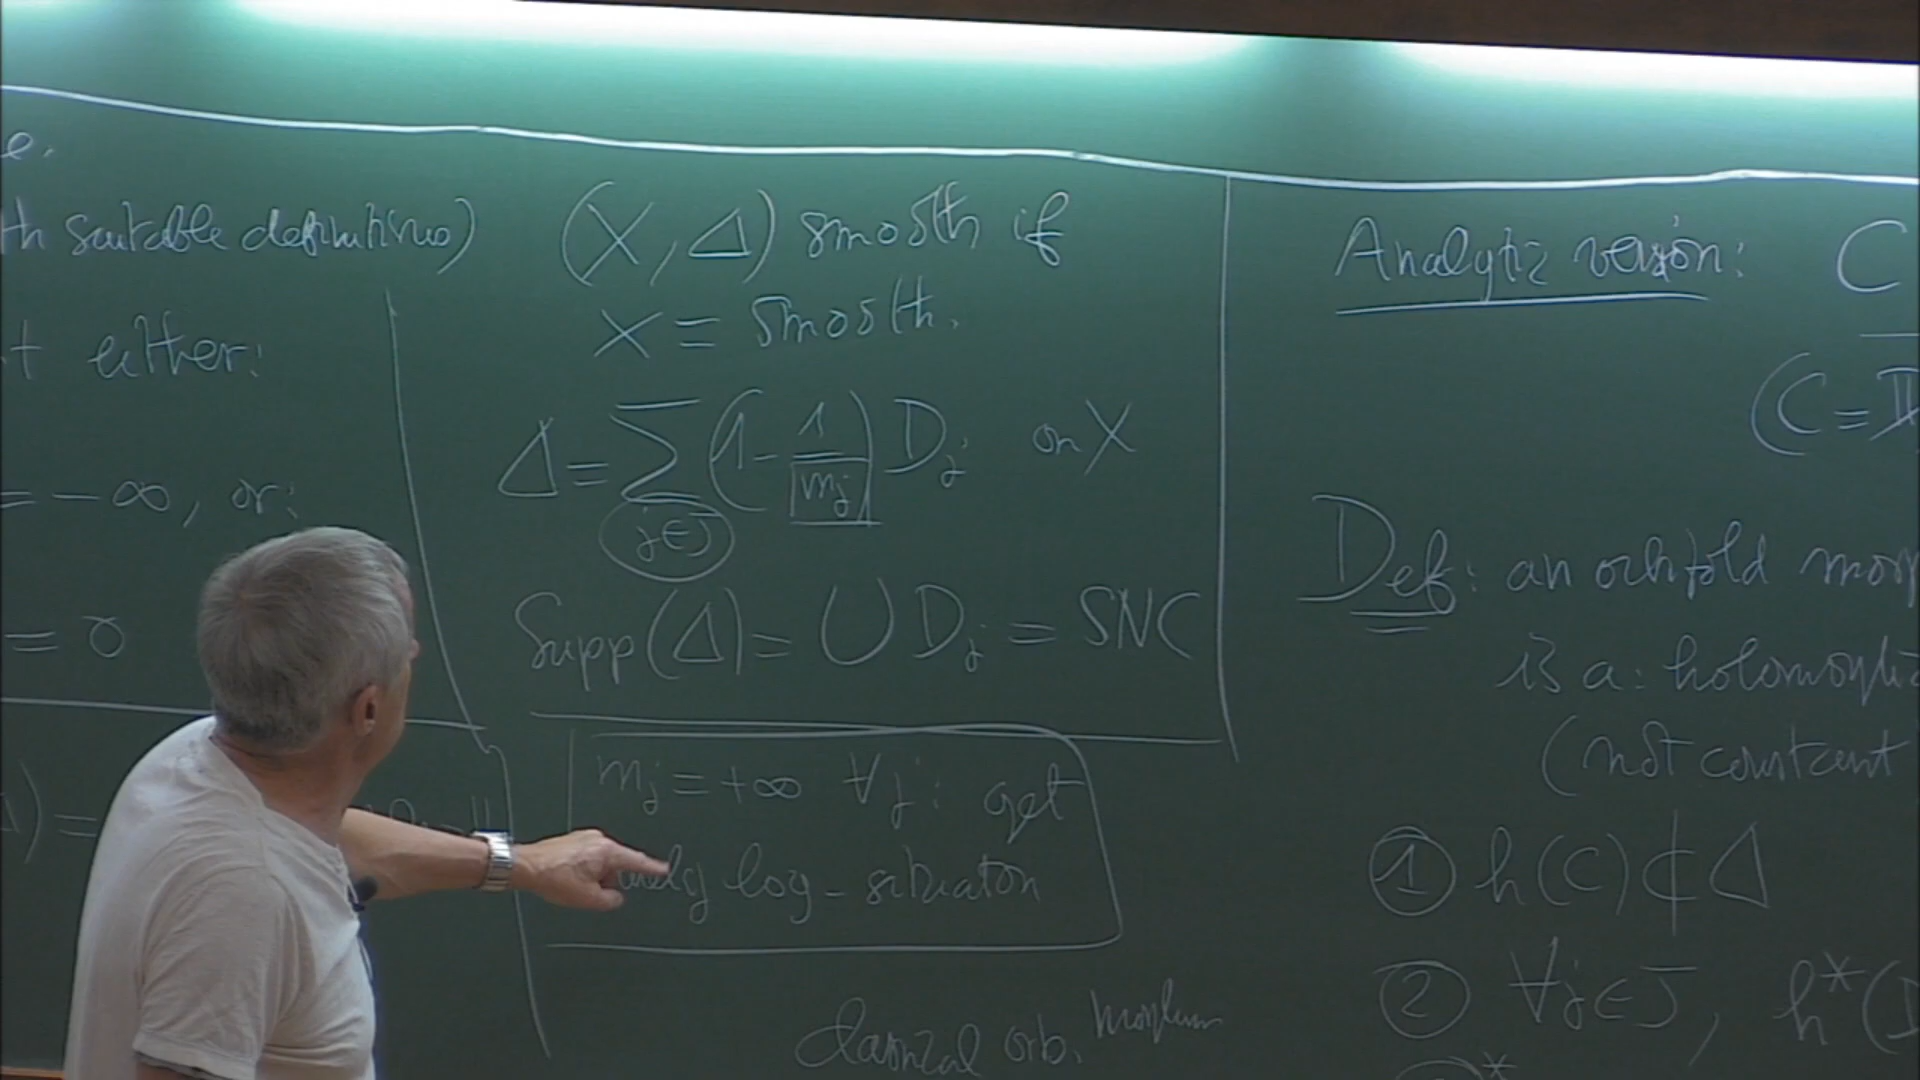 e.
th suitable definitions)
t either:
= -∞, or:
= 0
Δ) =
(X, Δ) smooth if
X = smooth.
Δ = ∑_{j∈J} (1 - 1/m_j) D_j on X
Supp(Δ) = ∪ D_j = SNC
m_j = +∞ ∀j: get
log-situation
classical orb.
Analytic version: C
(C = D
Def: an orbifold mor
is a: holomorphic
(not constant
① h(C) ⊄ Δ
② ∀j∈J, h*(D